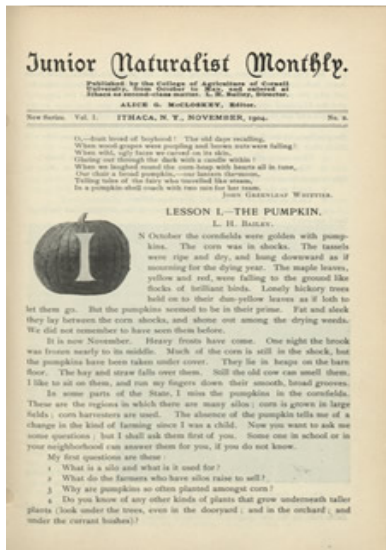 Junior Naturalist Monthly.
Published by the College of Agriculture of Cornell
University, from October to May, and entered at
Ithaca as second-class matter. L. H. Bailey, Director.
ALICE G. McCLOSKEY, Editor.
New Series. Vol. 1. ITHACA, N. Y., NOVEMBER, 1904. No. 2.
O,—fruit loved of boyhood! The old days recalling,
When wood-grapes were purpling and brown nuts were falling!
When wild, ugly faces we carved on its skin,
Glaring out through the dark with a candle within!
When we laughed round the corn-heap with hearts all in tune,
Our chair a broad pumpkin,—our lantern the moon,
Telling tales of the fairy who travelled like steam,
In a pumpkin-shell coach with two rats for her team.
JOHN GREENLEAF WHITTIER.
LESSON I.—THE PUMPKIN.
L. H. BAILEY.
IN October the cornfields were golden with pump-
kins. The corn was in shocks. The tassels
were ripe and dry, and hung downward as if
mourning for the dying year. The maple leaves,
yellow and red, were falling to the ground like
flocks of brilliant birds. Lonely hickory trees
held on to their dun-yellow leaves as if loth to
let them go. But the pumpkins seemed to be in their prime. Fat and sleek
they lay between the corn shocks, and shone out among the drying weeds.
We did not remember to have seen them before.
It is now November. Heavy frosts have come. One night the brook
was frozen nearly to its middle. Much of the corn is still in the shock, but
the pumpkins have been taken under cover. They lie in heaps on the barn
floor. The hay and straw falls over them. Still the old cow can smell them.
I like to sit on them, and run my fingers down their smooth, broad grooves.
In some parts of the State, I miss the pumpkins in the cornfields.
These are the regions in which there are many silos; corn is grown in large
fields; corn harvesters are used. The absence of the pumpkin tells me of a
change in the kind of farming since I was a child. Now you want to ask me
some questions; but I shall ask them first of you. Some one in school or in
your neighborhood can answer them for you, if you do not know.
My first questions are these:
1 What is a silo and what is it used for?
2 What do the farmers who have silos raise to sell?
3 Why are pumpkins so often planted amongst corn?
4 Do you know of any other kinds of plants that grow underneath taller
plants (look under the trees, even in the dooryard; and in the orchard; and
under the currant bushes)?